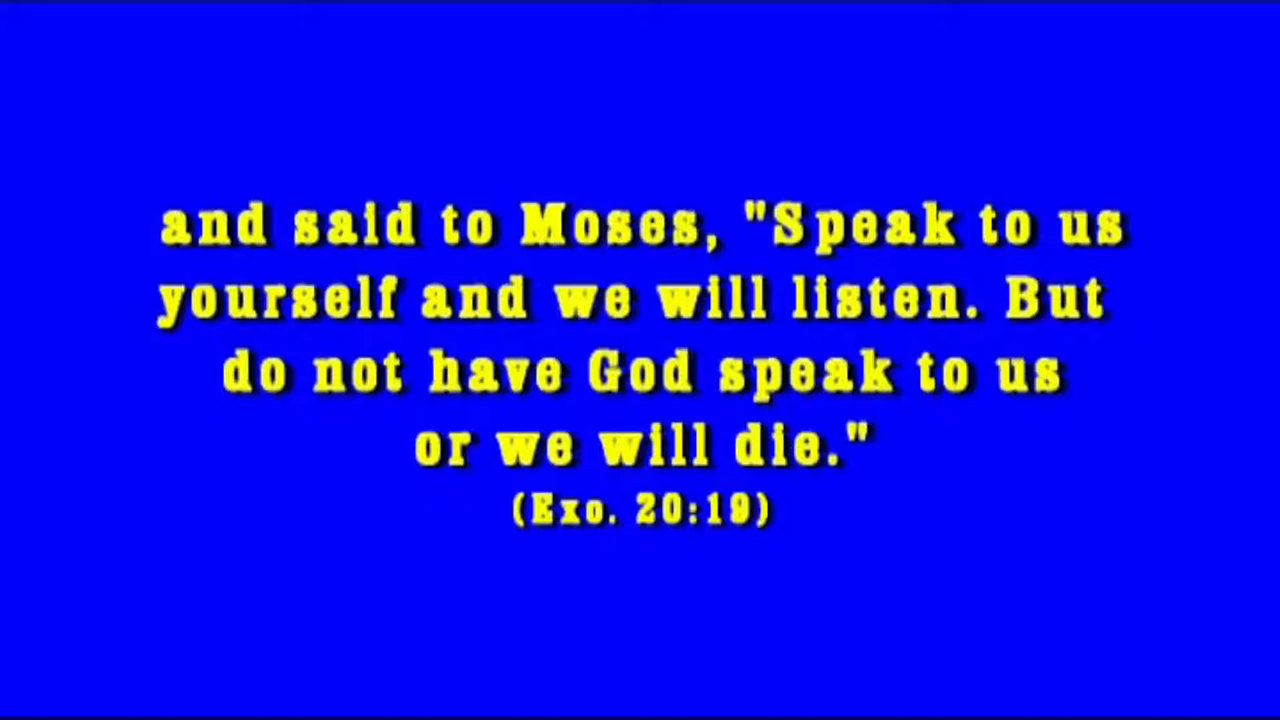 and said to Moses, "Speak to us
yourself and we will listen. But
do not have God speak to us
or we will die."
(Exo. 20:19)